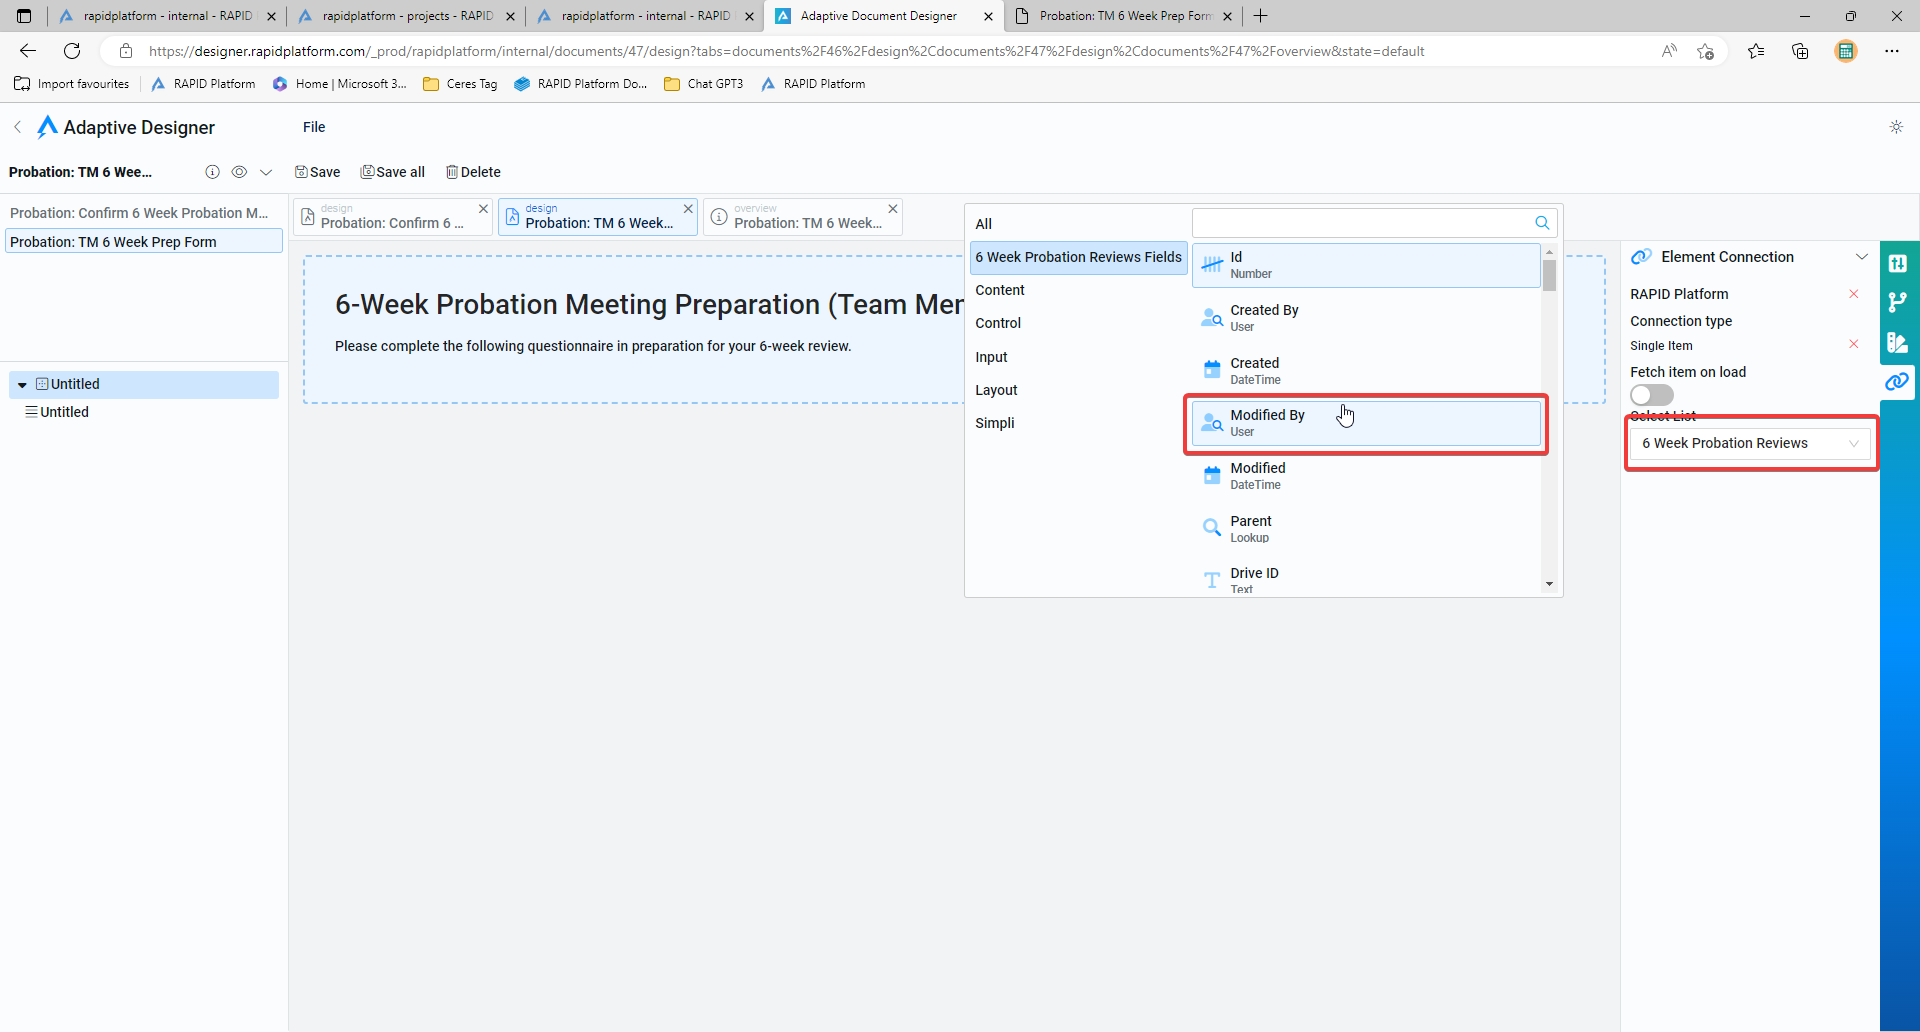 rapidplatform - internal - RAPID
rapidplatform - projects - RAPID
rapidplatform - internal - RAPID
Adaptive Document Designer
Probation: TM 6 Week Prep Form
https://designer.rapidplatform.com/_prod/rapidplatform/internal/documents/47/design?tabs=documents%2F46%2Fdesign%2Cdocuments%2F47%2Fdesign%2Cdocuments%2F47%2Foverview&state=default
Import favourites
RAPID Platform
Home | Microsoft 3...
Ceres Tag
RAPID Platform Do...
Chat GPT3
RAPID Platform
Adaptive Designer
File
Probation: TM 6 Wee...
Save
Save all
Delete
Probation: Confirm 6 Week Probation M...
Probation: TM 6 Week Prep Form
Untitled
Untitled
design
Probation: Confirm 6 ...
design
Probation: TM 6 Week...
overview
Probation: TM 6 Week...
6-Week Probation Meeting Preparation (Team Mer
Please complete the following questionnaire in preparation for your 6-week review.
All
6 Week Probation Reviews Fields
Content
Control
Input
Layout
Simpli
Id
Number
Created By
User
Created
DateTime
Modified By
User
Modified
DateTime
Parent
Lookup
Drive ID
Text
Element Connection
RAPID Platform
Connection type
Single Item
Fetch item on load
Select List
6 Week Probation Reviews